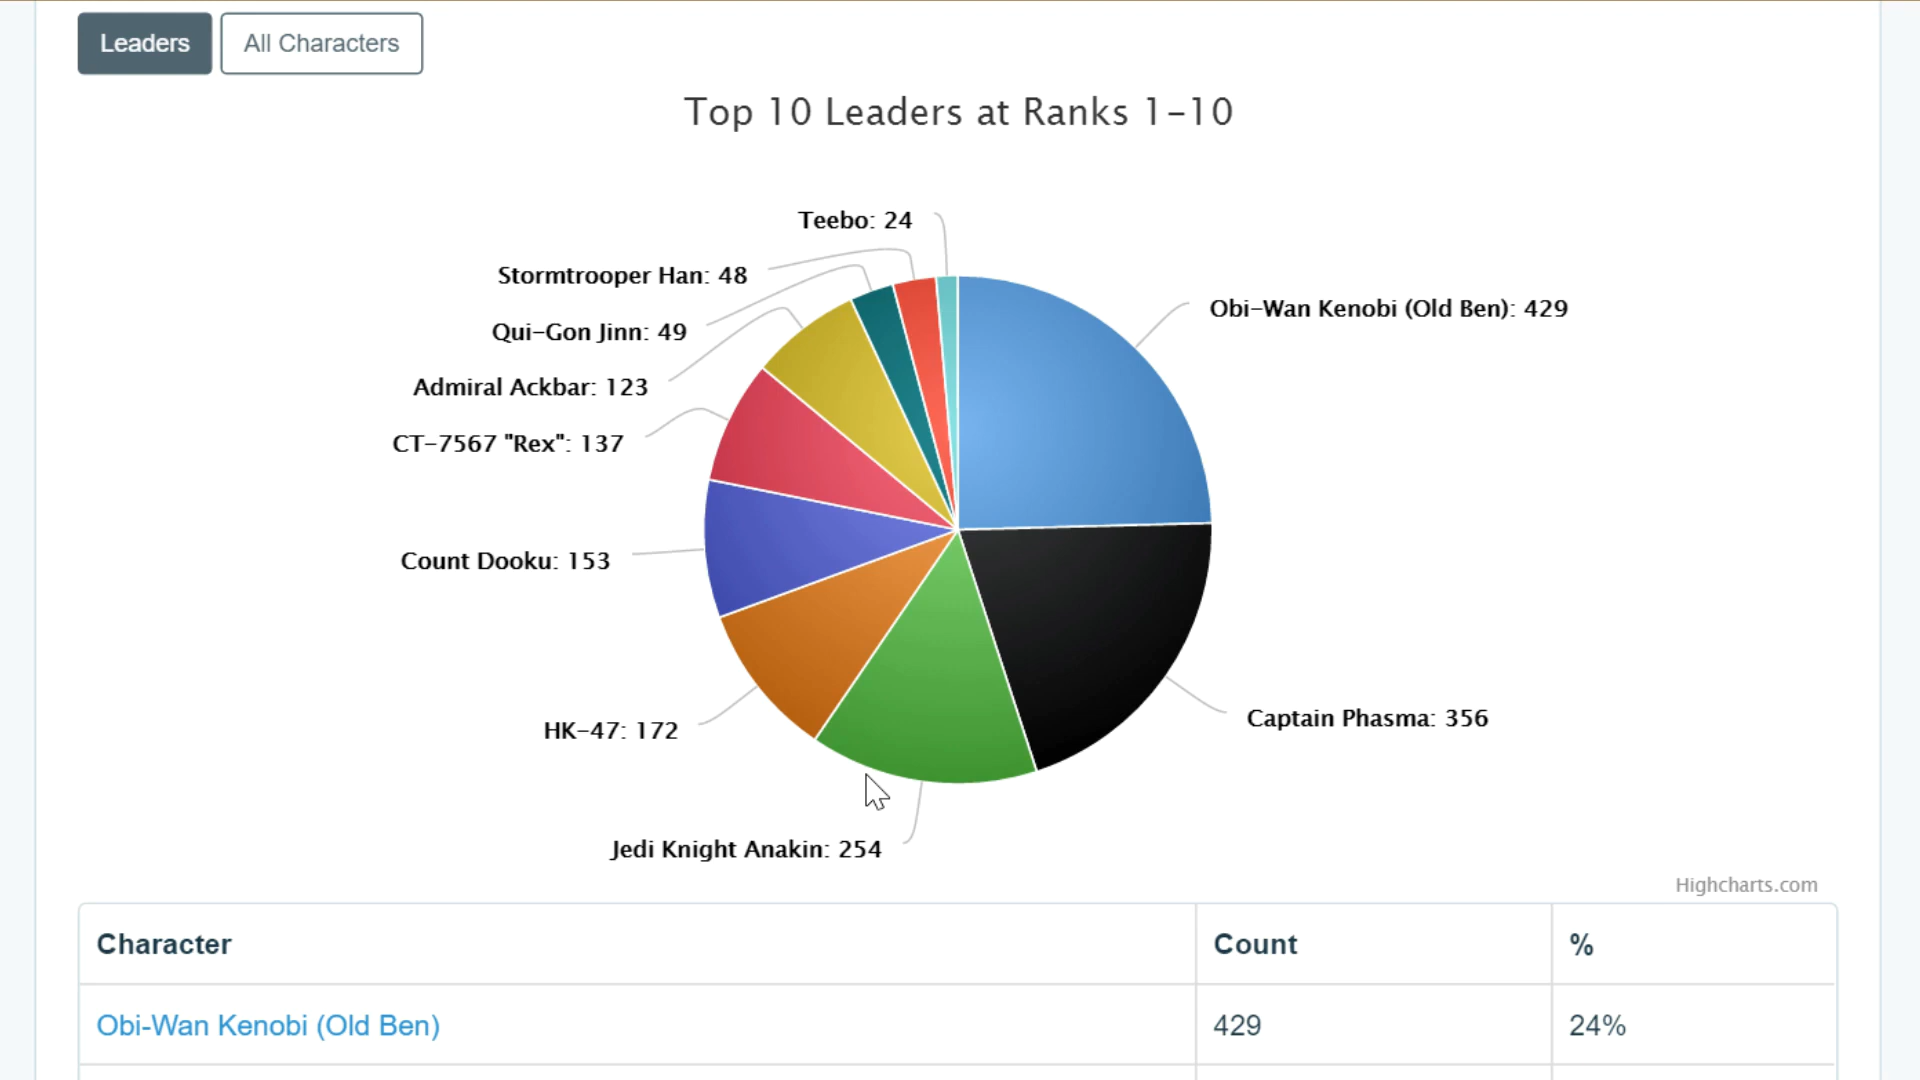 Leaders
All Characters
Top 10 Leaders at Ranks 1-10
Teebo: 24
Stormtrooper Han: 48
Obi-Wan Kenobi (Old Ben): 429
Qui-Gon Jinn: 49
Admiral Ackbar: 123
CT-7567 "Rex": 137
Count Dooku: 153
Captain Phasma: 356
HK-47: 172
Jedi Knight Anakin: 254
Highcharts.com
Character Count %
Obi-Wan Kenobi (Old Ben) 429 24%